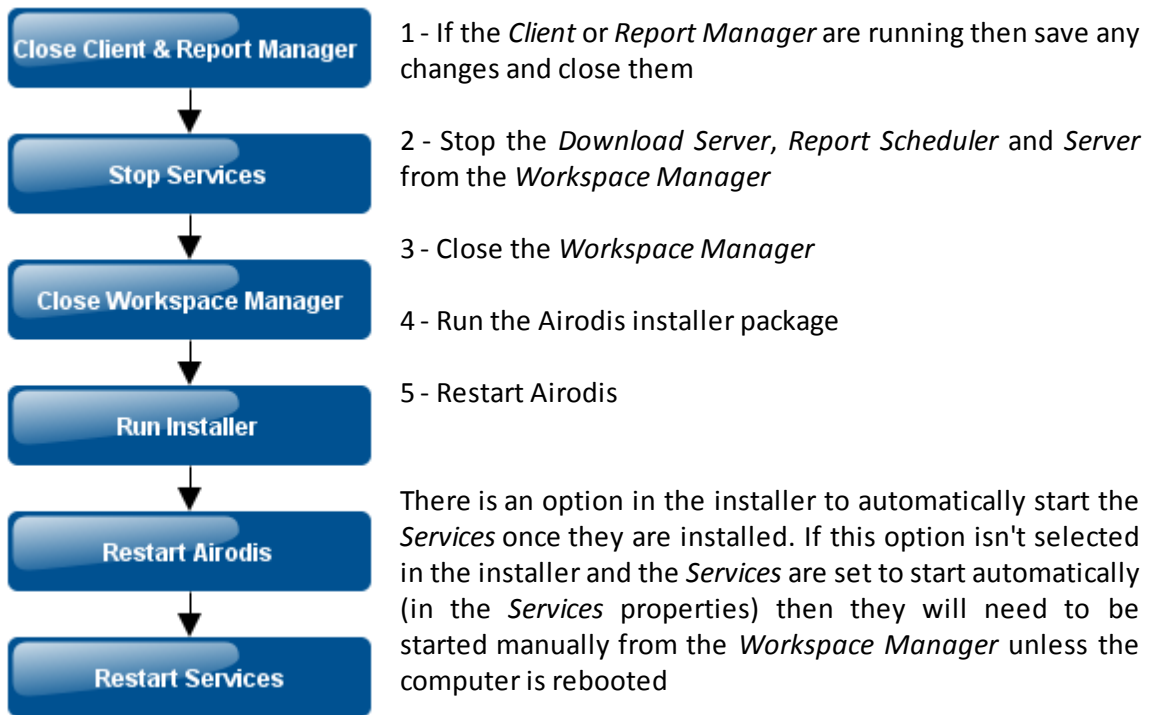 Close Client & Report Manager
1 - If the Client or Report Manager are running then save any
changes and close them
Stop Services
2 - Stop the Download Server, Report Scheduler and Server
from the Workspace Manager
Close Workspace Manager
3 - Close the Workspace Manager
4 - Run the Airodis installer package
Run Installer
5 - Restart Airodis
Restart Airodis
There is an option in the installer to automatically start the
Services once they are installed. If this option isn't selected
in the installer and the Services are set to start automatically
(in the Services properties) then they will need to be
started manually from the Workspace Manager unless the
computer is rebooted
Restart Services